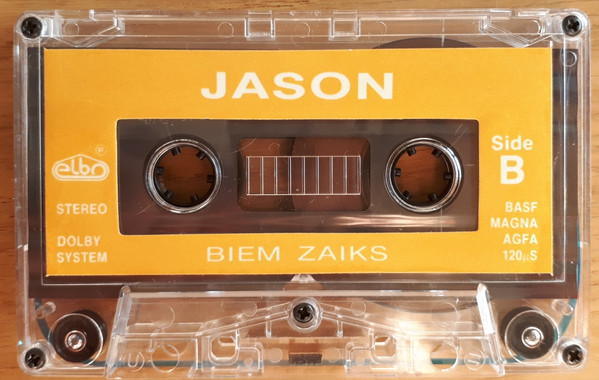 JASON
elbo
STEREO
DOLBY
SYSTEM
BIEM ZAIKS
Side
B
BASF
MAGNA
AGFA
120µS